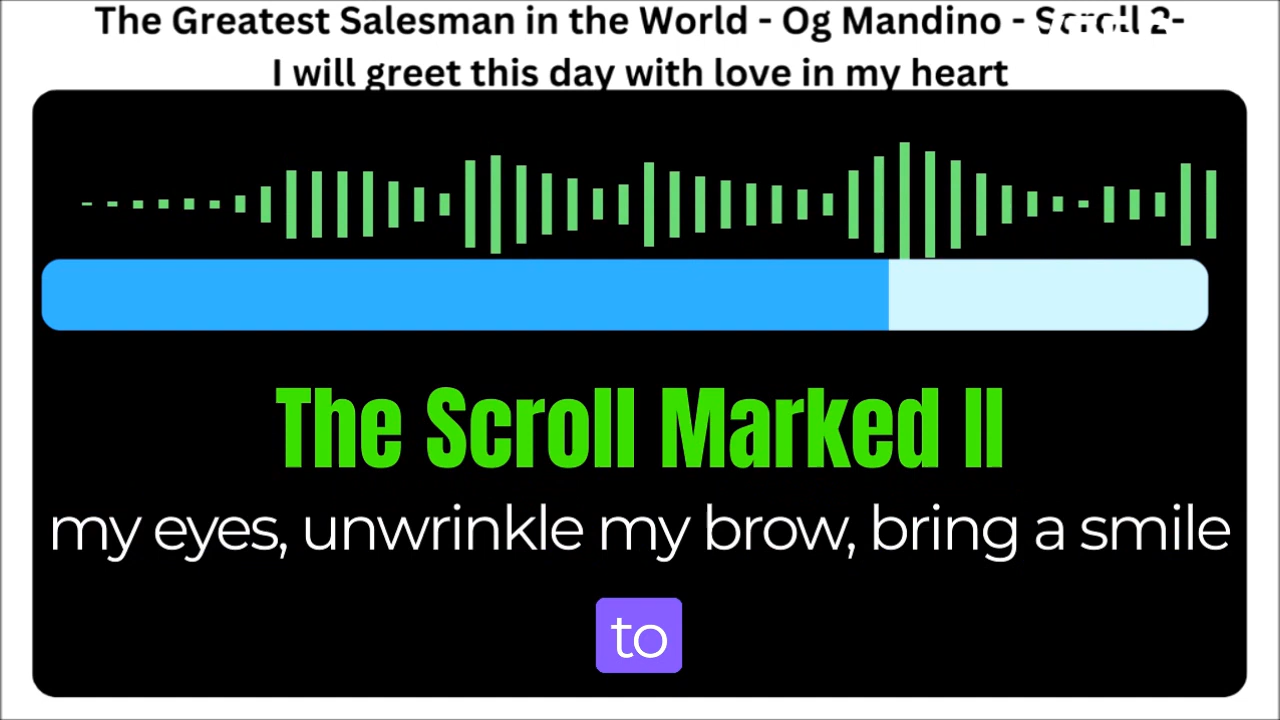 The Greatest Salesman in the World - Og Mandino - Scroll 2-
I will greet this day with love in my heart
The Scroll Marked II
my eyes, unwrinkle my brow, bring a smile
to